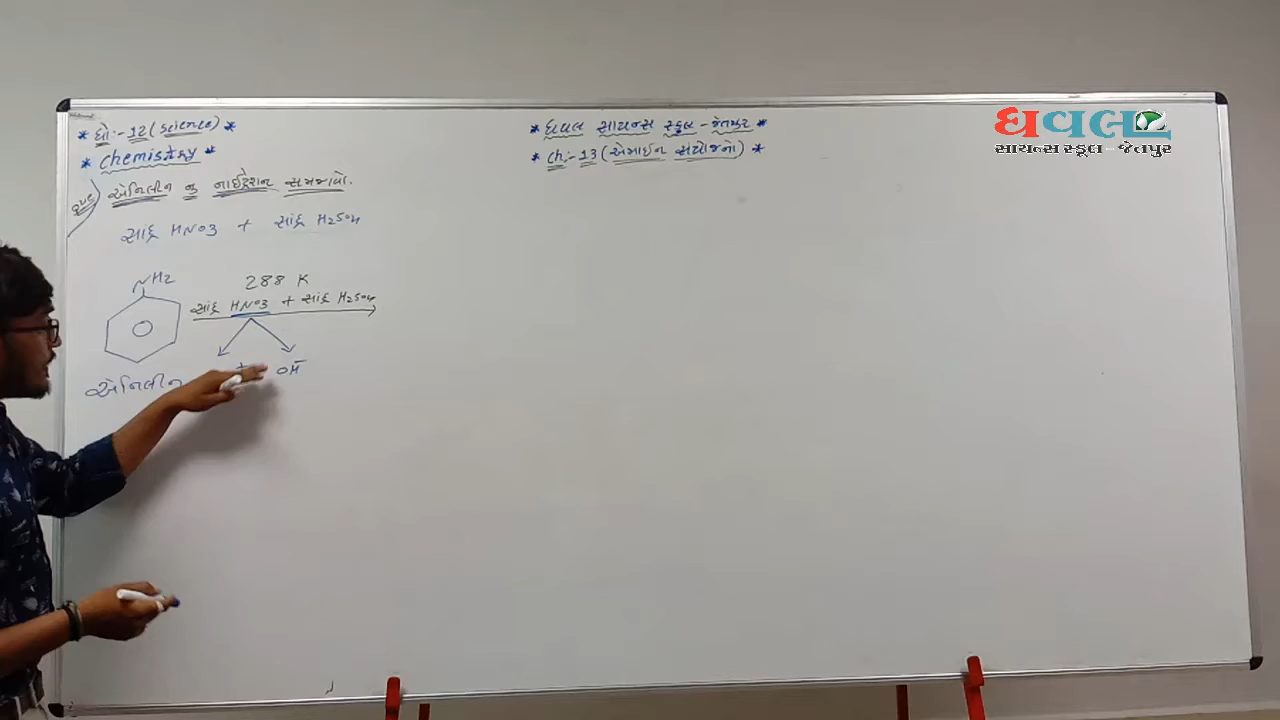 * ધો:- 12 (Science) *
* Chemistry *
* ધવલ સાયન્સ સ્કૂલ - જેતપુર *
* Ch:- 13 (એમાઈન સંયોજનો) *
ધવલ
સાયન્સ સ્કૂલ - જેતપુર
એનિલીન નુ નાઈટ્રેશન સમજાવો.
સાંદ્ર HNO3 + સાંદ્ર H2SO4
NH2
288 K
સાંદ્ર HNO3 + સાંદ્ર H2SO4
+ OH-
એનિલીન